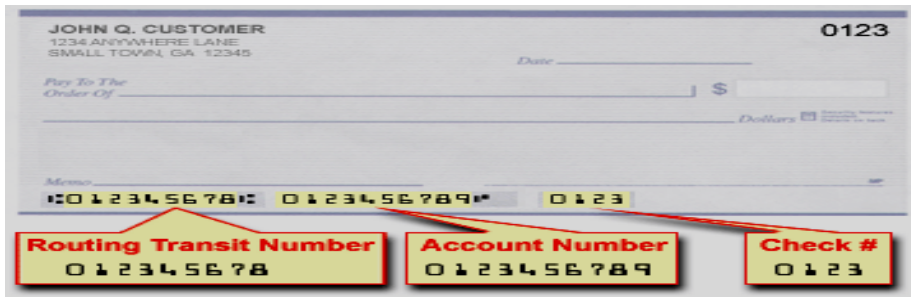 JOHN Q. CUSTOMER 0123
1234 ANYWHERE LANE
SMALL TOWN, GA 12345
Date
Pay To The
Order Of $
Dollars
Memo
⑆012345678⑆ 0123456789⑈ 0123
Routing Transit Number Account Number Check #
012345678 0123456789 0123